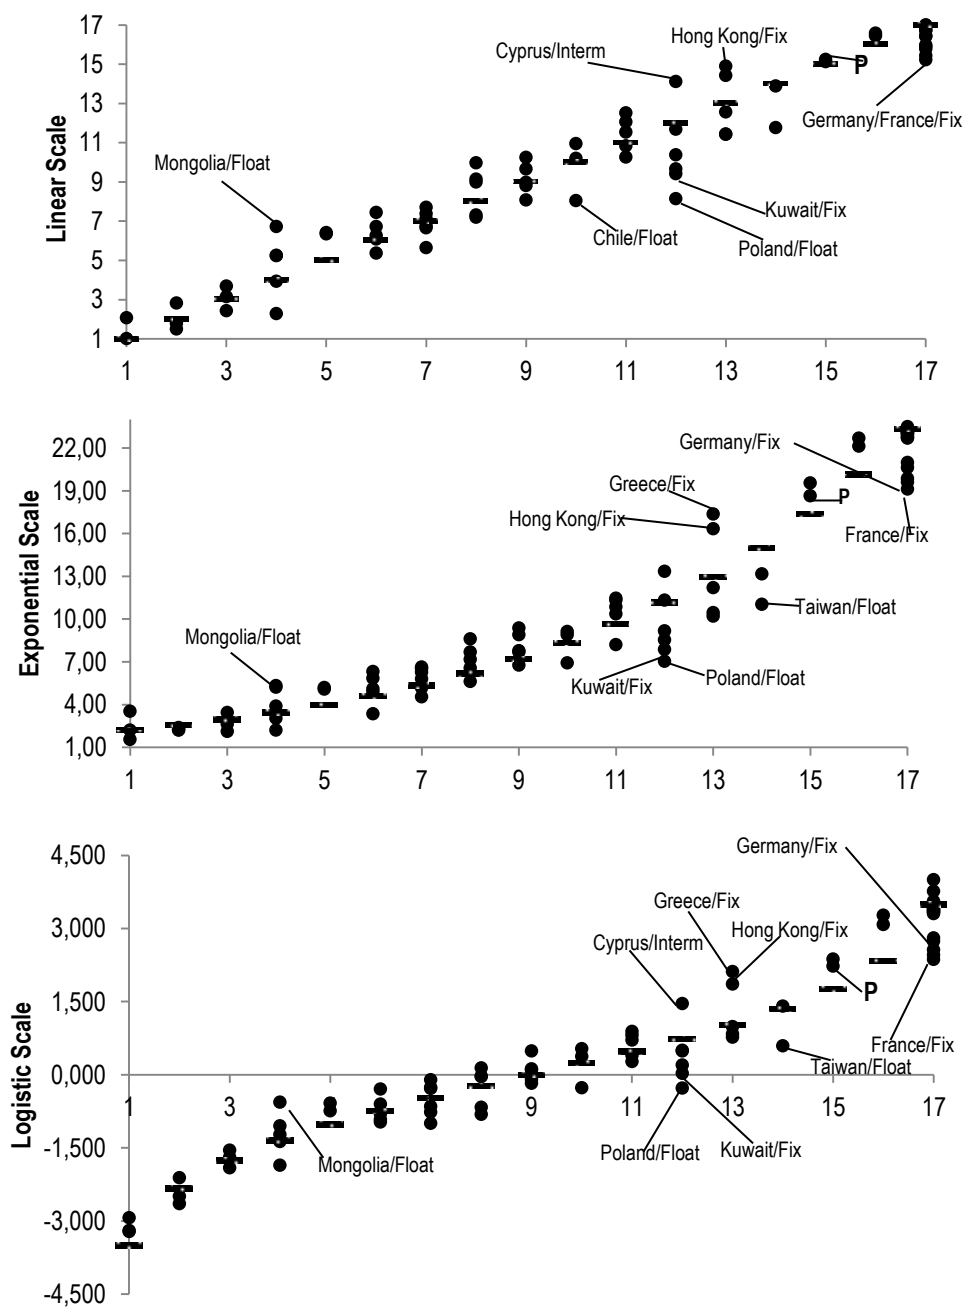 17
15
13
11
9
7
5
3
1
Linear Scale
Mongolia/Float
Cyprus/Interm
Hong Kong/Fix
P
Germany/France/Fix
Kuwait/Fix
Chile/Float
Poland/Float
1 3 5 7 9 11 13 15 17
22,00
19,00
16,00
13,00
10,00
7,00
4,00
1,00
Exponential Scale
Germany/Fix
Greece/Fix
P
Hong Kong/Fix
France/Fix
Taiwan/Float
Mongolia/Float
Poland/Float
Kuwait/Fix
1 3 5 7 9 11 13 15 17
4,500
3,000
1,500
0,000
-1,500
-3,000
-4,500
Logistic Scale
Germany/Fix
Greece/Fix
Hong Kong/Fix
Cyprus/Interm
P
France/Fix
Taiwan/Float
1 3 5 7 9 11 13 15 17
Poland/Float
Kuwait/Fix
Mongolia/Float